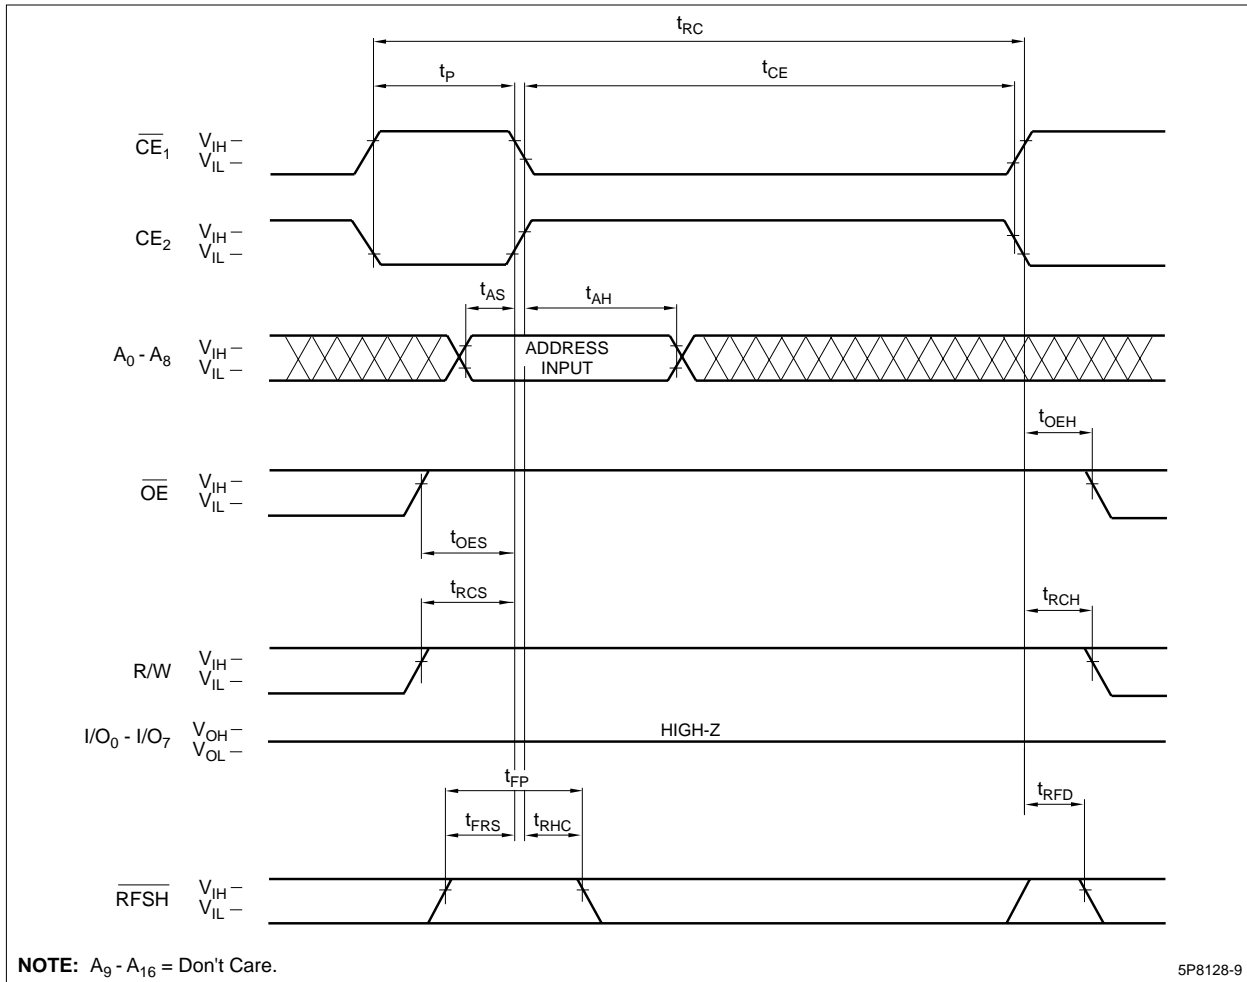 tRC
tP
tCE
CE1 VIH –
VIL –
CE2 VIH –
VIL –
tAS
tAH
A0 - A8 VIH –
VIL –
ADDRESS
INPUT
tOEH
OE VIH –
VIL –
tOES
tRCS
tRCH
R/W VIH –
VIL –
I/O0 - I/O7 VOH –
VOL –
HIGH-Z
tFP
tRFD
tFRS
tRHC
RFSH VIH –
VIL –
NOTE: A9 - A16 = Don't Care.
5P8128-9